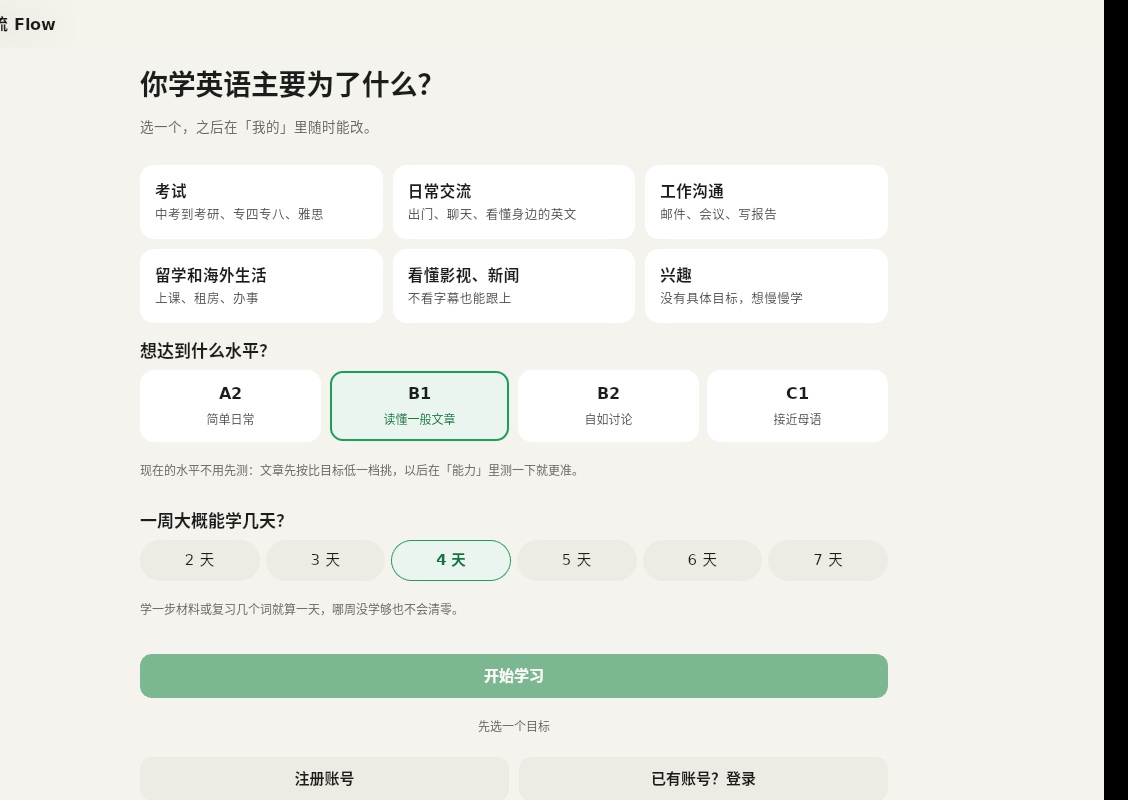 流 Flow
你学英语主要为了什么？
选一个，之后在「我的」里随时能改。
考试
中考到考研、专四专八、雅思
日常交流
出门、聊天、看懂身边的英文
工作沟通
邮件、会议、写报告
留学和海外生活
上课、租房、办事
看懂影视、新闻
不看字幕也能跟上
兴趣
没有具体目标，想慢慢学
想达到什么水平？
A2
简单日常
B1
读懂一般文章
B2
自如讨论
C1
接近母语
现在的水平不用先测：文章先按比目标低一档挑，以后在「能力」里测一下就更准。
一周大概能学几天？
2 天
3 天
4 天
5 天
6 天
7 天
学一步材料或复习几个词就算一天，哪周没学够也不会清零。
开始学习
先选一个目标
注册账号
已有账号？登录